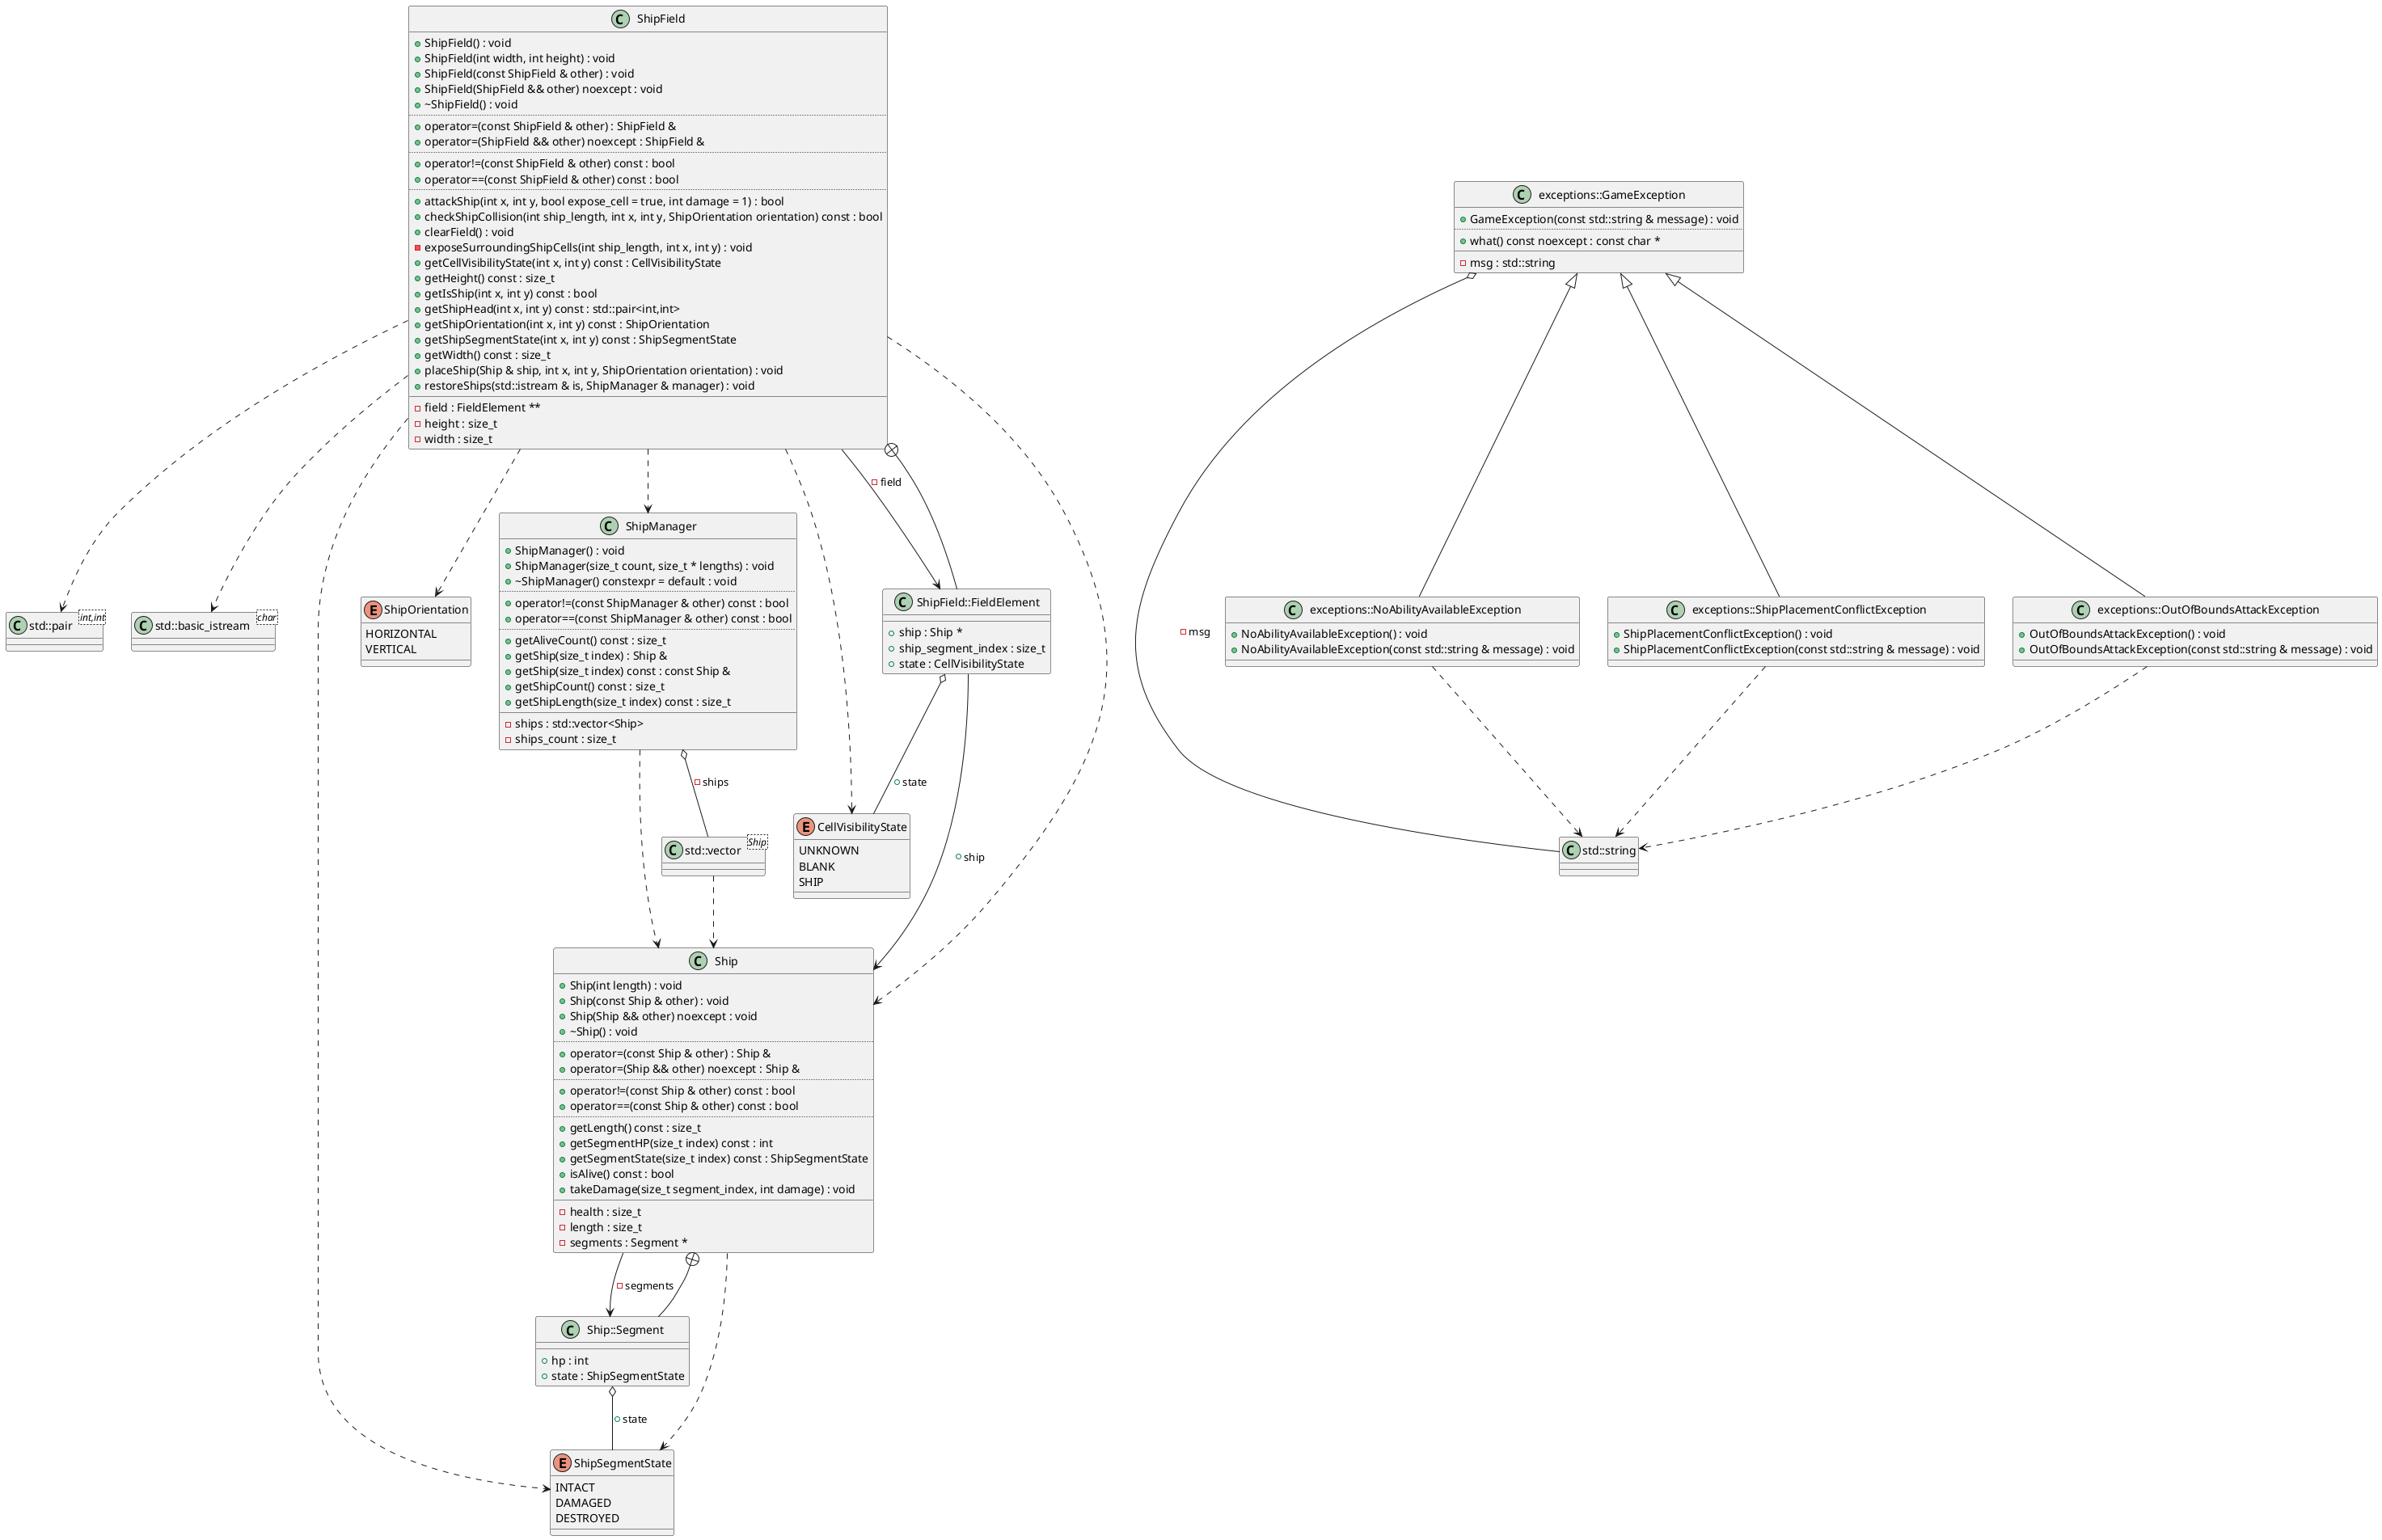 ShipField
ShipField() : void
ShipField(int width, int height) : void
ShipField(const ShipField & other) : void
ShipField(ShipField && other) noexcept : void
~ShipField() : void
operator=(const ShipField & other) : ShipField &
operator=(ShipField && other) noexcept : ShipField &
operator!=(const ShipField & other) const : bool
operator==(const ShipField & other) const : bool
attackShip(int x, int y, bool expose_cell = true, int damage = 1) : bool
checkShipCollision(int ship_length, int x, int y, ShipOrientation orientation) const : bool
clearField() : void
exposeSurroundingShipCells(int ship_length, int x, int y) : void
getCellVisibilityState(int x, int y) const : CellVisibilityState
getHeight() const : size_t
getIsShip(int x, int y) const : bool
getShipHead(int x, int y) const : std::pair<int,int>
getShipOrientation(int x, int y) const : ShipOrientation
getShipSegmentState(int x, int y) const : ShipSegmentState
getWidth() const : size_t
placeShip(Ship & ship, int x, int y, ShipOrientation orientation) : void
restoreShips(std::istream & is, ShipManager & manager) : void
field : FieldElement **
height : size_t
width : size_t
exceptions::GameException
GameException(const std::string & message) : void
what() const noexcept : const char *
msg : std::string
field
std::pair
int,int
std::basic_istream
char
ShipOrientation
HORIZONTAL
VERTICAL
ShipManager
ShipManager() : void
ShipManager(size_t count, size_t * lengths) : void
~ShipManager() constexpr = default : void
operator!=(const ShipManager & other) const : bool
operator==(const ShipManager & other) const : bool
getAliveCount() const : size_t
getShip(size_t index) : Ship &
getShip(size_t index) const : const Ship &
getShipCount() const : size_t
getShipLength(size_t index) const : size_t
ships : std::vector<Ship>
ships_count : size_t
ShipField::FieldElement
ship : Ship *
ship_segment_index : size_t
state : CellVisibilityState
msg
exceptions::NoAbilityAvailableException
NoAbilityAvailableException() : void
NoAbilityAvailableException(const std::string & message) : void
exceptions::ShipPlacementConflictException
ShipPlacementConflictException() : void
ShipPlacementConflictException(const std::string & message) : void
exceptions::OutOfBoundsAttackException
OutOfBoundsAttackException() : void
OutOfBoundsAttackException(const std::string & message) : void
ships
state
std::vector
Ship
CellVisibilityState
UNKNOWN
BLANK
SHIP
ship
std::string
Ship
Ship(int length) : void
Ship(const Ship & other) : void
Ship(Ship && other) noexcept : void
~Ship() : void
operator=(const Ship & other) : Ship &
operator=(Ship && other) noexcept : Ship &
operator!=(const Ship & other) const : bool
operator==(const Ship & other) const : bool
getLength() const : size_t
getSegmentHP(size_t index) const : int
getSegmentState(size_t index) const : ShipSegmentState
isAlive() const : bool
takeDamage(size_t segment_index, int damage) : void
health : size_t
length : size_t
segments : Segment *
segments
Ship::Segment
hp : int
state : ShipSegmentState
state
ShipSegmentState
INTACT
DAMAGED
DESTROYED